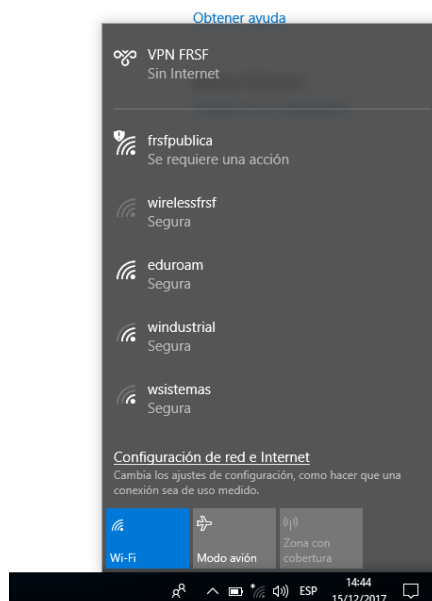 Obtener ayuda
VPN FRSF
Sin Internet
frsfpublica
Se requiere una acción
wirelessfrsf
Segura
eduroam
Segura
windustrial
Segura
wsistemas
Segura
Configuración de red e Internet
Cambia los ajustes de configuración, como hacer que una
conexión sea de uso medido.
Wi-Fi
Modo avión
Zona con
cobertura
ESP
14:44
15/12/2017